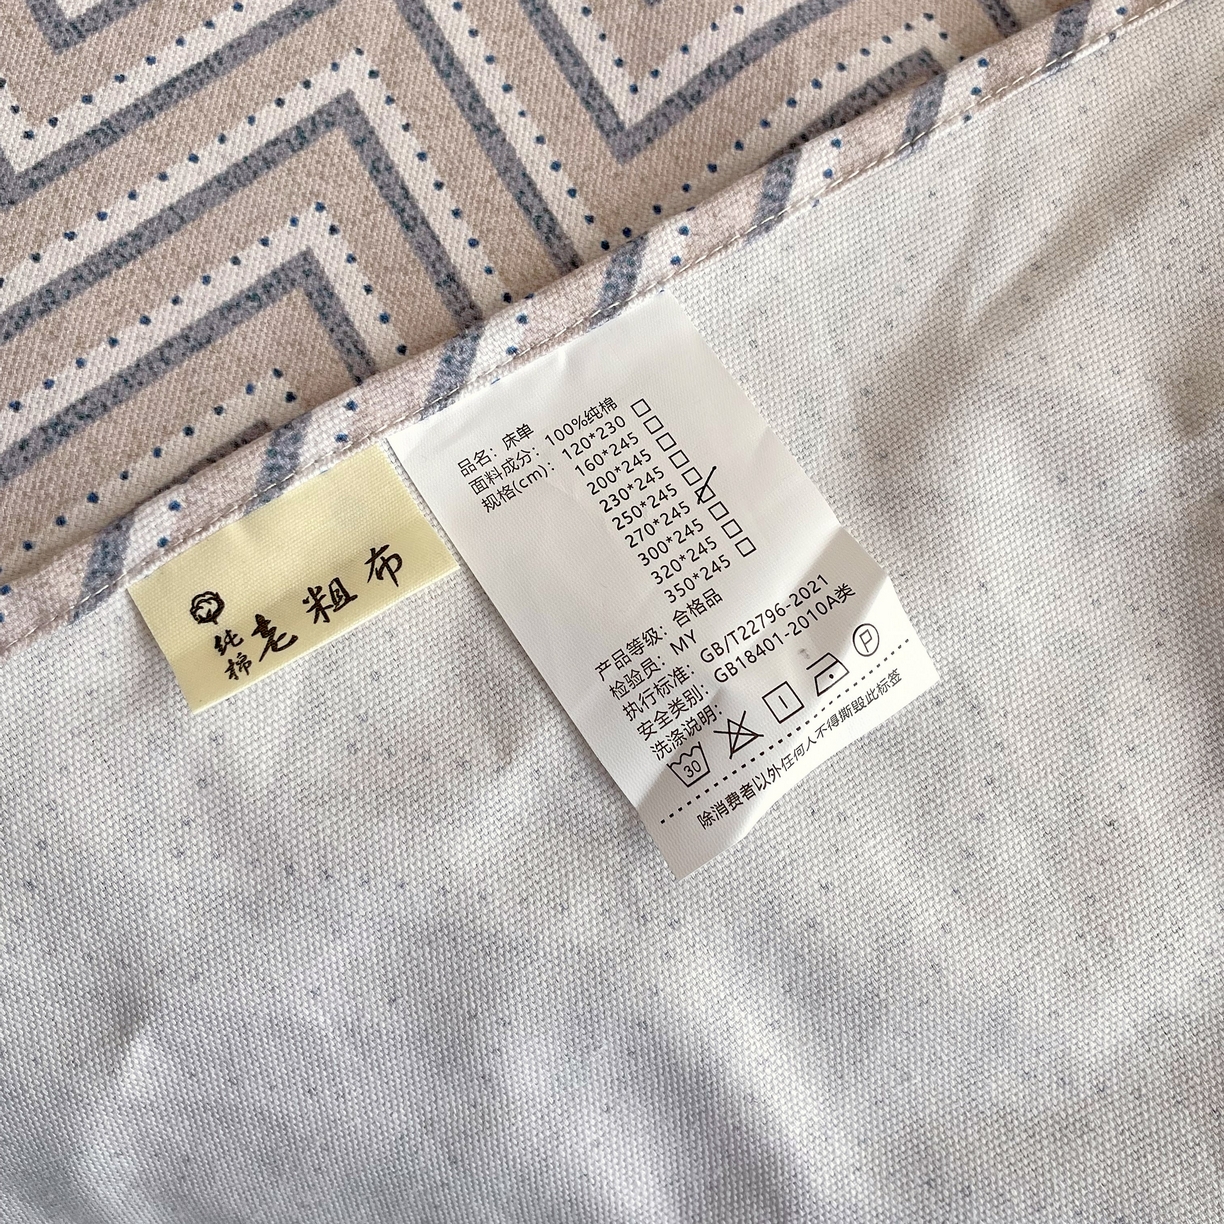 纯棉老粗布
品名：床单
面料成分：100%纯棉
规格(cm)：120*230 □
160*245 □
200*245 □
230*245 □
250*245 □
270*245 ☑
300*245 □
320*245 □
350*245 □
产品等级：合格品
检验员：MY
执行标准：GB/T22796-2021
安全类别：GB18401-2010A类
洗涤说明：
30
P
除消费者以外任何人不得撕毁此标签